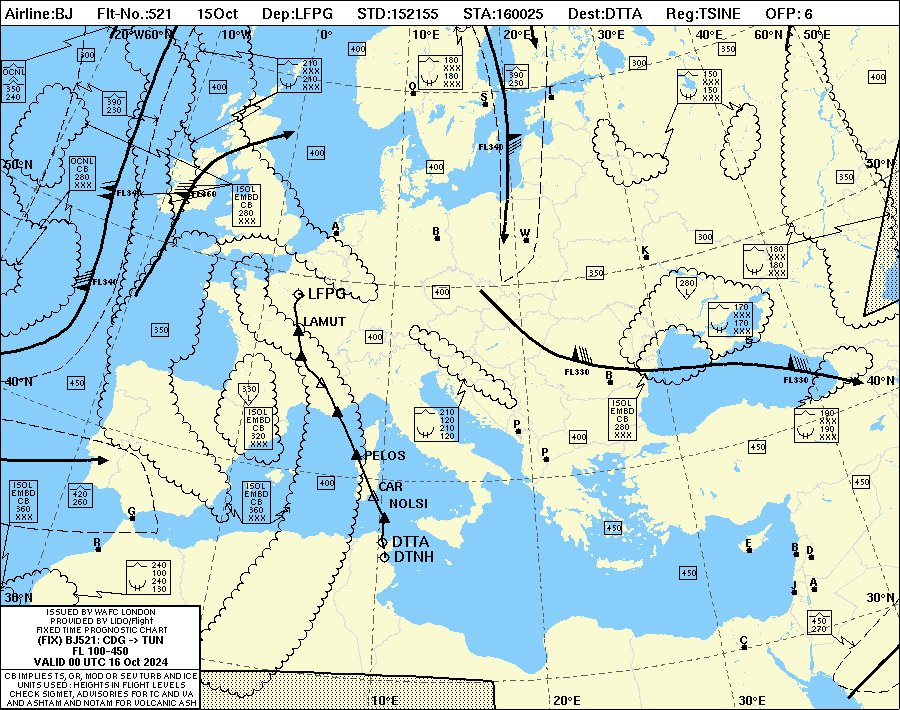 Airline:BJ Flt-No.:521 15Oct Dep:LFPG STD:152155 STA:160025 Dest:DTTA Reg:TSINE OFP: 6
20°W60°N 10°W 0° 10°E 20°E 30°E 40°E 60°N 50°E
300
400
350
300
350
400
OCNL
350
240
390
230
400
210
XXX
210
XXX
180
XXX
180
XXX
390
230
150
XXX
150
XXX
O
S
T
FL340
50°N
50°N
400
400
OCNL
CB
280
XXX
FL340
FL360
ISOL
EMBD
CB
280
XXX
350
A
B
W
K
300
180
XXX
180
XXX
FL340
LFPG
400
350
280
L
170
XXX
170
XXX
S
LAMUT
350
400
40°N
450
330
L
FL330
B
FL330
40°N
ISOL
EMBD
CB
320
XXX
210
120
210
120
P
ISOL
EMBD
CB
280
XXX
190
XXX
190
XXX
400
450
PELOS
P
ISOL
EMBD
CB
360
XXX
420
260
ISOL
EMBD
CB
360
XXX
400
CAR
NOLSI
450
450
G
R
DTTA
DTNH
E
B
D
240
100
240
130
450
J
A
30°N
30°N
450
270
C
ISSUED BY WAFC LONDON
PROVIDED BY LIDO/Flight
FIXED TIME PROGNOSTIC CHART
(FIX) BJ521: CDG -> TUN
FL 100-450
VALID 00 UTC 16 Oct 2024
CB IMPLIES TS, GR, MOD OR SEV TURB AND ICE
UNITS USED : HEIGHTS IN FLIGHT LEVELS
CHECK SIGMET, ADVISORIES FOR TC AND VA
AND ASHTAM AND NOTAM FOR VOLCANIC ASH
10°E 20°E 30°E